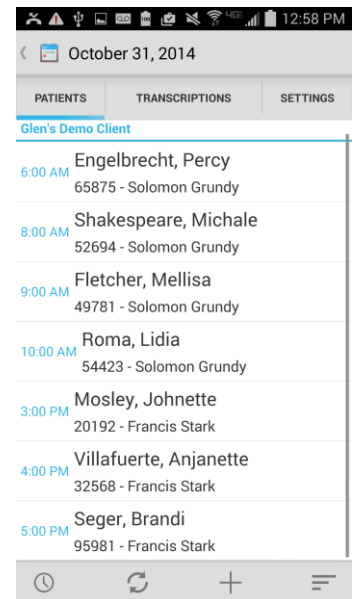 4G 12:58 PM
October 31, 2014
PATIENTS TRANSCRIPTIONS SETTINGS
Glen's Demo Client
6:00 AM Engelbrecht, Percy
65875 - Solomon Grundy
8:00 AM Shakespeare, Michale
52694 - Solomon Grundy
9:00 AM Fletcher, Mellisa
49781 - Solomon Grundy
10:00 AM Roma, Lidia
54423 - Solomon Grundy
3:00 PM Mosley, Johnette
20192 - Francis Stark
4:00 PM Villafuerte, Anjanette
32568 - Francis Stark
5:00 PM Seger, Brandi
95981 - Francis Stark